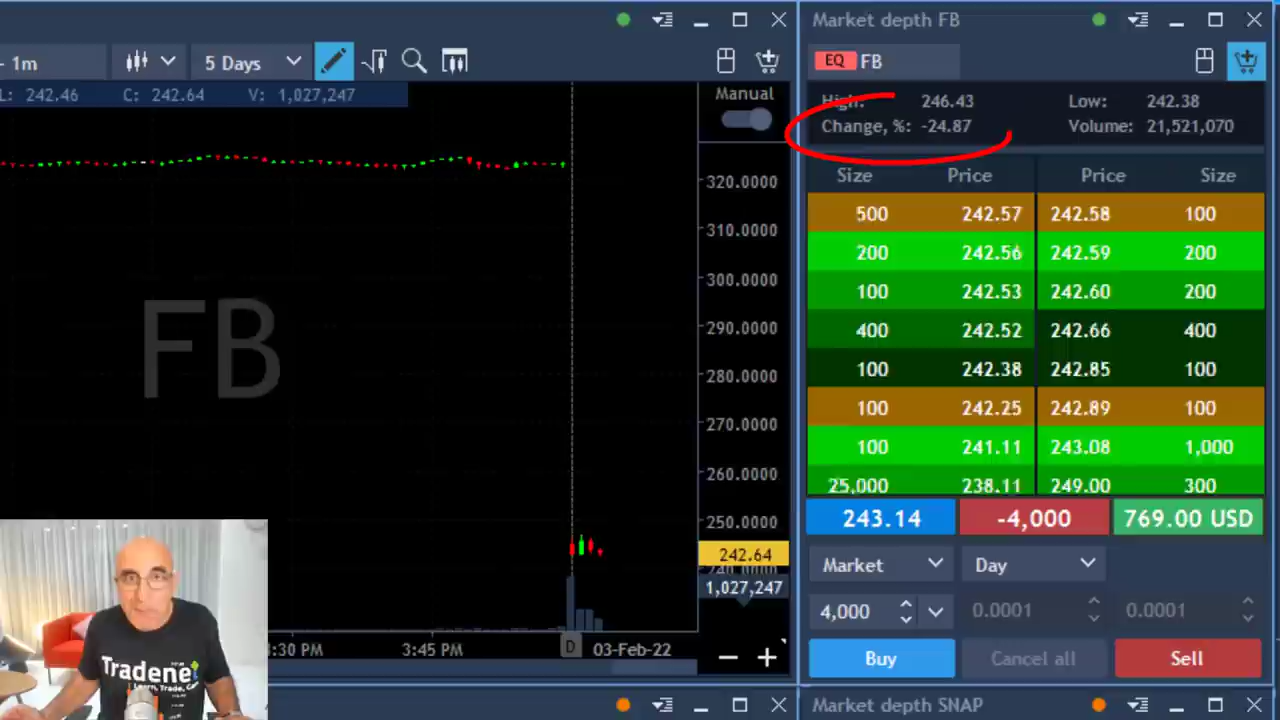 Market depth FB
- 1m
5 Days
EQ FB
L: 242.46 C: 242.64 V: 1,027,247
Manual
High: 246.43 Low: 242.38
Change, %: -24.87 Volume: 21,521,070
Size Price Price Size
500 242.57 242.58 100
200 242.56 242.59 200
100 242.53 242.60 200
400 242.52 242.66 400
100 242.38 242.85 100
100 242.25 242.89 100
100 241.11 243.08 1,000
25,000 238.11 249.00 300
320.0000
310.0000
300.0000
290.0000
280.0000
270.0000
260.0000
250.0000
242.64
240.0000
1,027,247
FB
243.14 -4,000 769.00 USD
Market Day
4,000 0.0001 0.0001
Buy Cancel all Sell
:30 PM 3:45 PM D 03-Feb-22
Tradenet
Learn, Trade,
Market depth SNAP